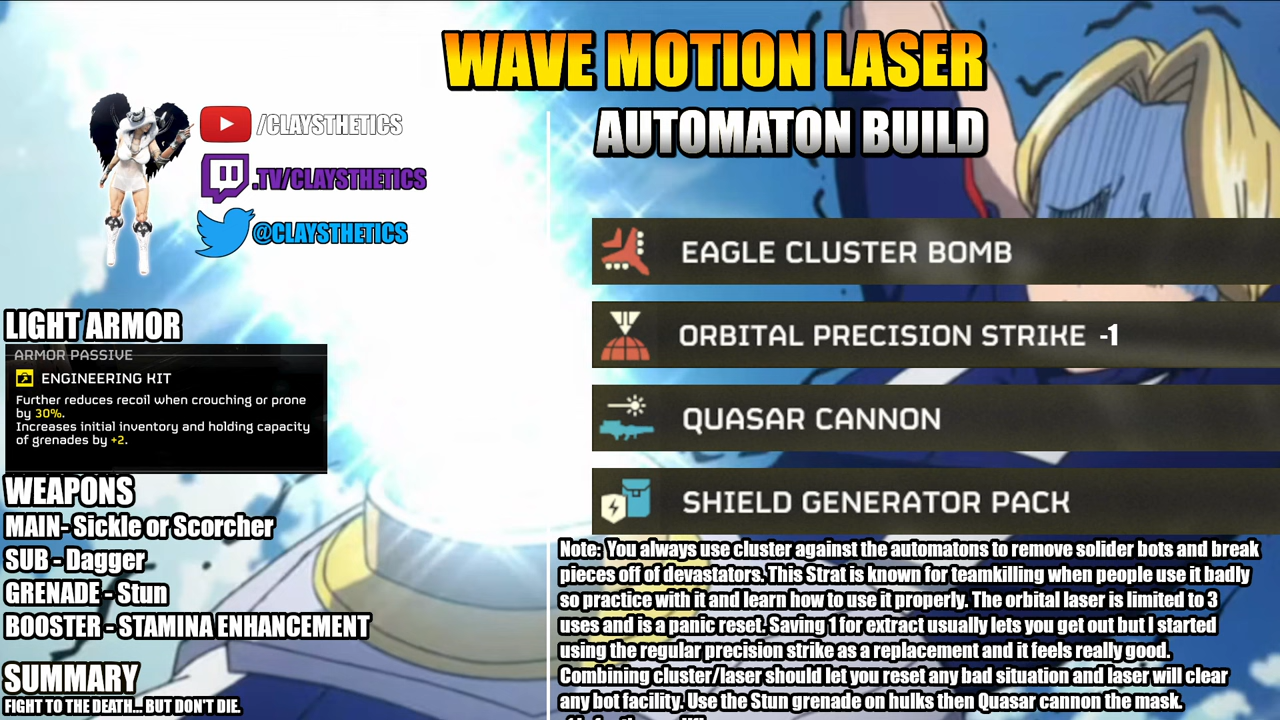 WAVE MOTION LASER
AUTOMATON BUILD
/CLAYSTHETICS
.TV/CLAYSTHETICS
@CLAYSTHETICS
LIGHT ARMOR
ARMOR PASSIVE
ENGINEERING KIT
Further reduces recoil when crouching or prone
by 30%.
Increases initial inventory and holding capacity
of grenades by +2.
WEAPONS
MAIN- Sickle or Scorcher
SUB - Dagger
GRENADE - Stun
BOOSTER - STAMINA ENHANCEMENT
SUMMARY
FIGHT TO THE DEATH... BUT DON'T DIE.
EAGLE CLUSTER BOMB
ORBITAL PRECISION STRIKE -1
QUASAR CANNON
SHIELD GENERATOR PACK
Note: You always use cluster against the automatons to remove solider bots and break
pieces off of devastators. This Strat is known for teamkilling when people use it badly
so practice with it and learn how to use it properly. The orbital laser is limited to 3
uses and is a panic reset. Saving 1 for extract usually lets you get out but I started
using the regular precision strike as a replacement and it feels really good.
Combining cluster/laser should let you reset any bad situation and laser will clear
any bot facility. Use the Stun grenade on hulks then Quasar cannon the mask.